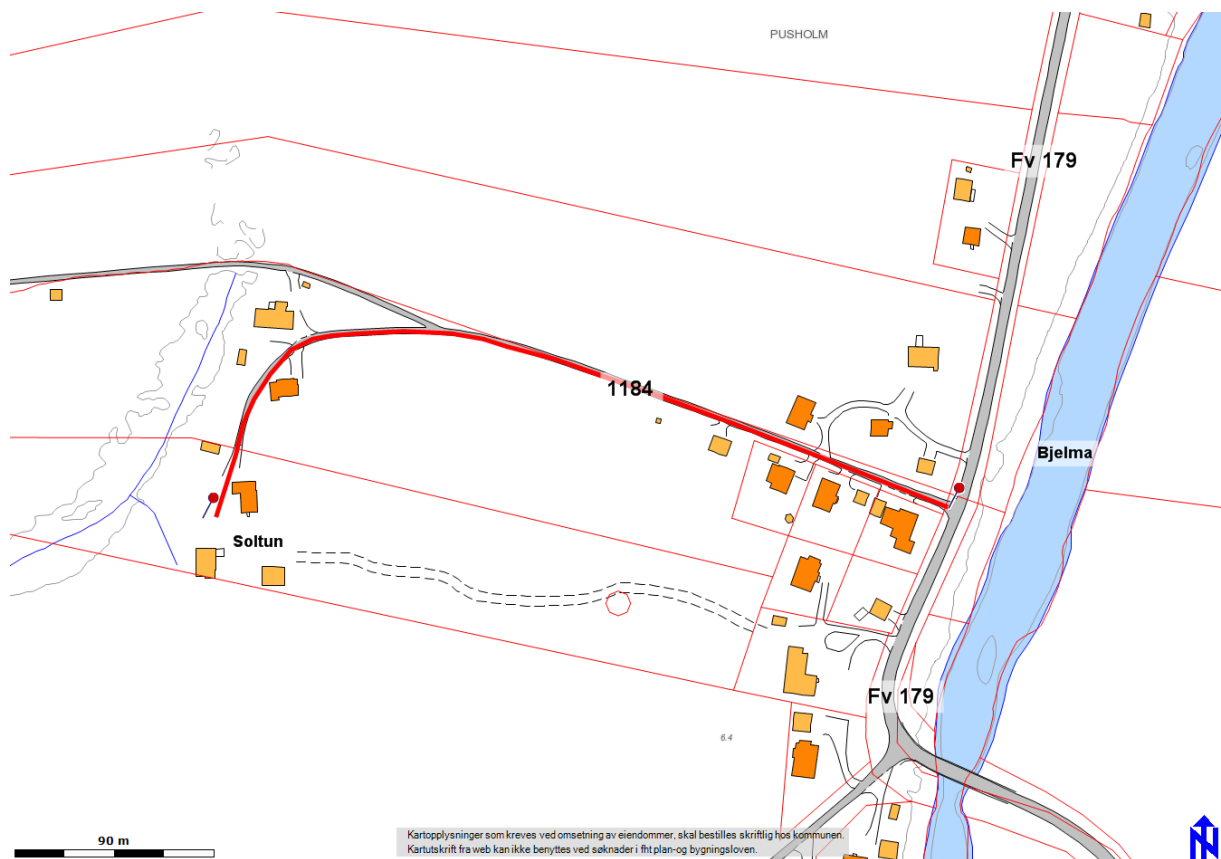 PUSHOLM
Fv 179
1184
Bjelma
Soltun
Fv 179
6.4
90 m
Kartopplysninger som kreves ved omsetning av eiendommer, skal bestilles skriftlig hos kommunen.
Kartutskrift fra web kan ikke benyttes ved søknader i fht plan-og bygningsloven.
N